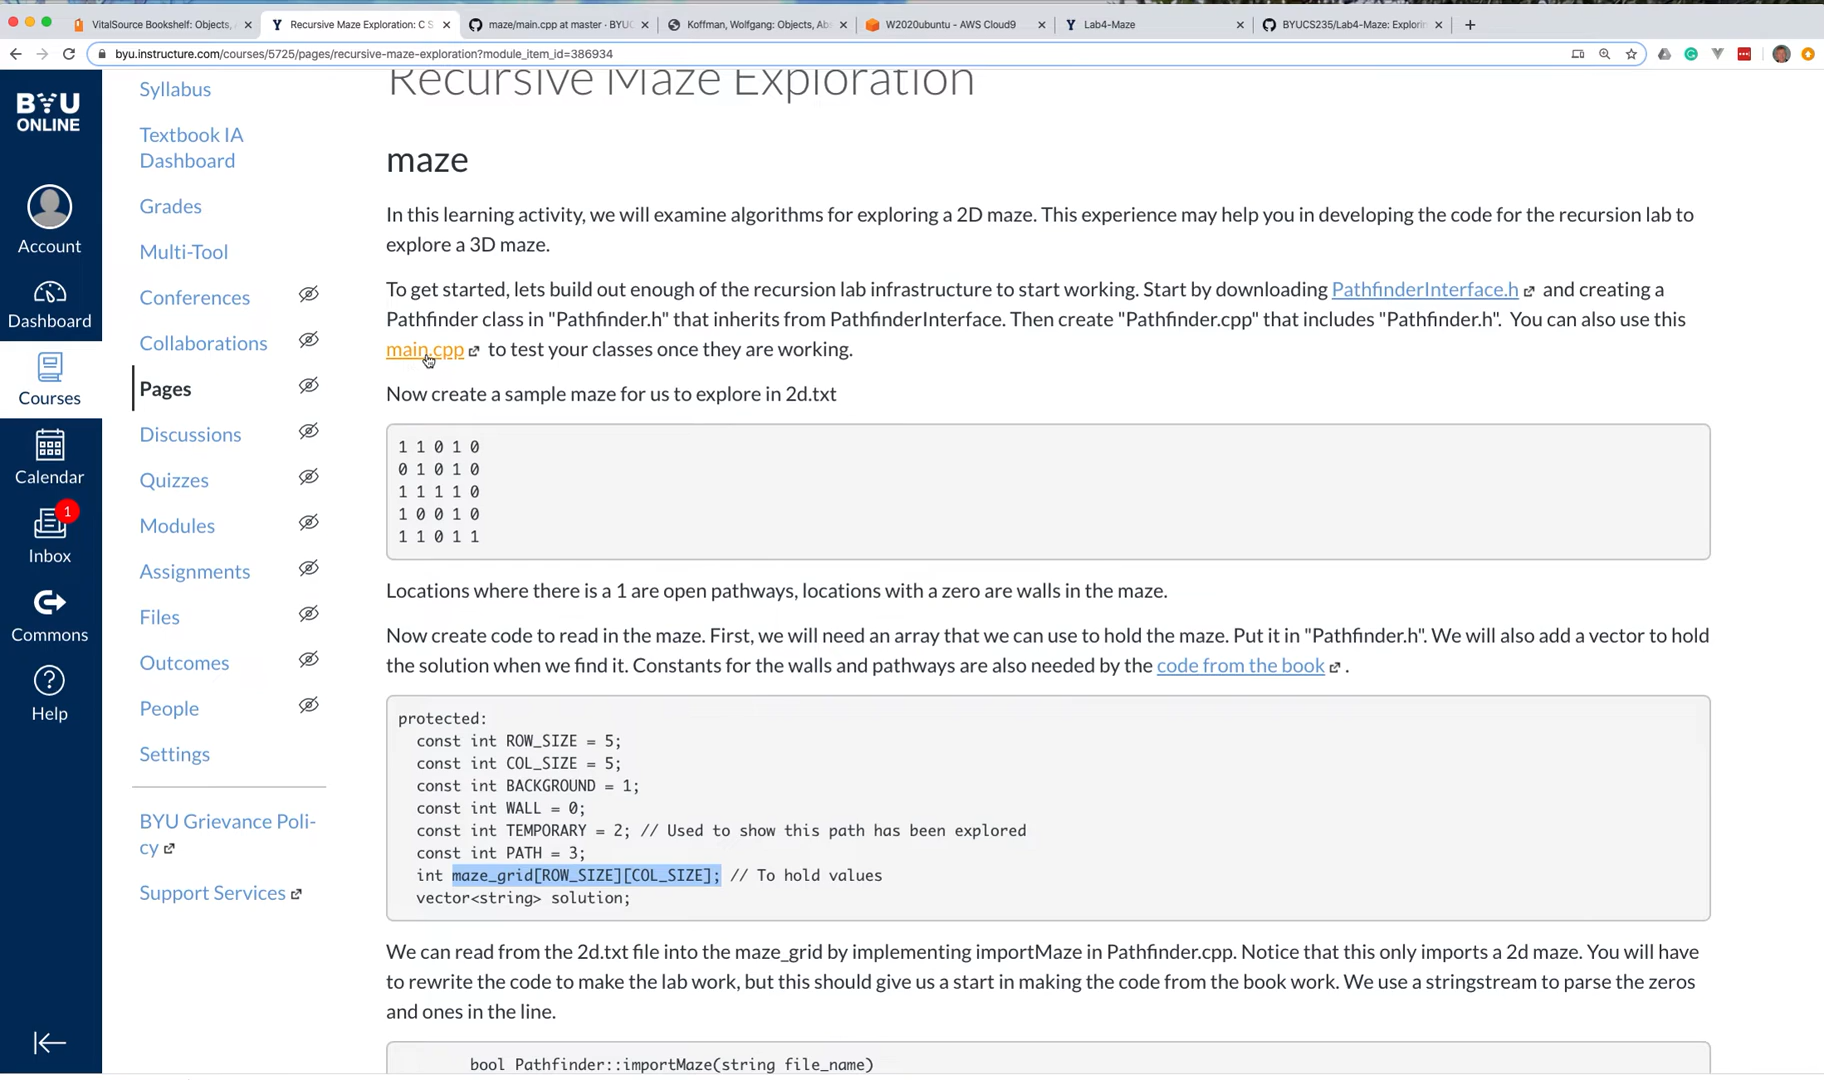 VitalSource Bookshelf: Objects,
Recursive Maze Exploration: C S
maze/main.cpp at master · BYUC
Koffman, Wolfgang: Objects, Abs
W2020ubuntu - AWS Cloud9
Lab4-Maze
BYUCS235/Lab4-Maze: Explorin
byu.instructure.com/courses/5725/pages/recursive-maze-exploration?module_item_id=386934
BYU
ONLINE
Account
Dashboard
Courses
Calendar
1
Inbox
Commons
Help
Syllabus
Textbook IA
Dashboard
Grades
Multi-Tool
Conferences
Collaborations
Pages
Discussions
Quizzes
Modules
Assignments
Files
Outcomes
People
Settings
BYU Grievance Poli-
cy
Support Services
Recursive Maze Exploration
maze
In this learning activity, we will examine algorithms for exploring a 2D maze. This experience may help you in developing the code for the recursion lab to
explore a 3D maze.
To get started, lets build out enough of the recursion lab infrastructure to start working. Start by downloading PathfinderInterface.h and creating a
Pathfinder class in "Pathfinder.h" that inherits from PathfinderInterface. Then create "Pathfinder.cpp" that includes "Pathfinder.h". You can also use this
main.cpp to test your classes once they are working.
Now create a sample maze for us to explore in 2d.txt
1 1 0 1 0
0 1 0 1 0
1 1 1 1 0
1 0 0 1 0
1 1 0 1 1
Locations where there is a 1 are open pathways, locations with a zero are walls in the maze.
Now create code to read in the maze. First, we will need an array that we can use to hold the maze. Put it in "Pathfinder.h". We will also add a vector to hold
the solution when we find it. Constants for the walls and pathways are also needed by the code from the book .
protected:
const int ROW_SIZE = 5;
const int COL_SIZE = 5;
const int BACKGROUND = 1;
const int WALL = 0;
const int TEMPORARY = 2; // Used to show this path has been explored
const int PATH = 3;
int maze_grid[ROW_SIZE][COL_SIZE]; // To hold values
vector<string> solution;
We can read from the 2d.txt file into the maze_grid by implementing importMaze in Pathfinder.cpp. Notice that this only imports a 2d maze. You will have
to rewrite the code to make the lab work, but this should give us a start in making the code from the book work. We use a stringstream to parse the zeros
and ones in the line.
bool Pathfinder::importMaze(string file_name)